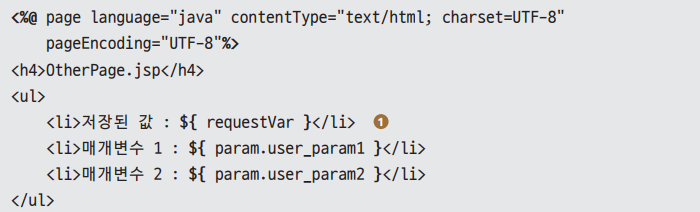 <%@ page language="java" contentType="text/html; charset=UTF-8"
    pageEncoding="UTF-8"%>
<h4>OtherPage.jsp</h4>
<ul>
    <li>저장된 값 : ${ requestVar }</li> ❶
    <li>매개변수 1 : ${ param.user_param1 }</li>
    <li>매개변수 2 : ${ param.user_param2 }</li>
</ul>